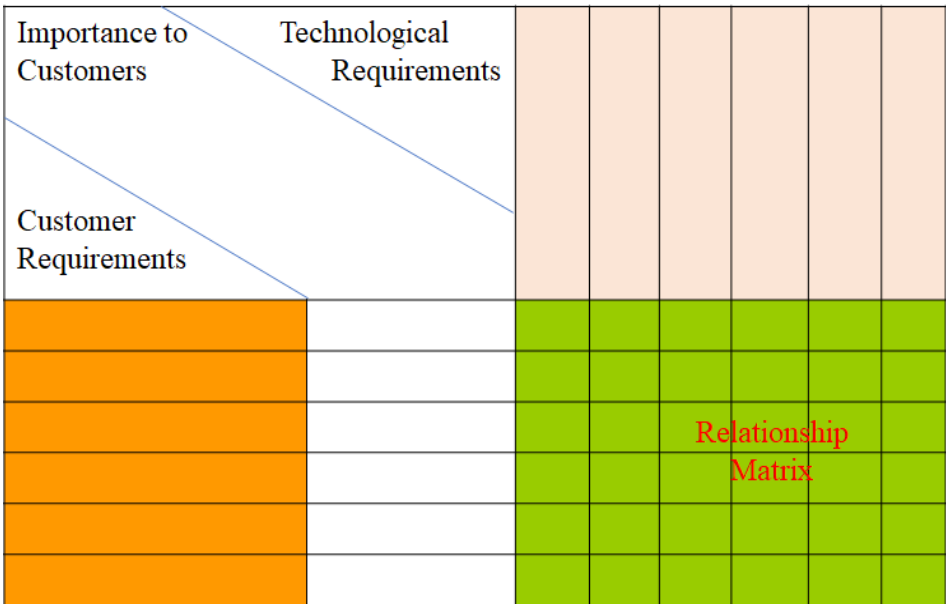 Importance to
Customers
Technological
Requirements
Customer
Requirements
Relationship
Matrix